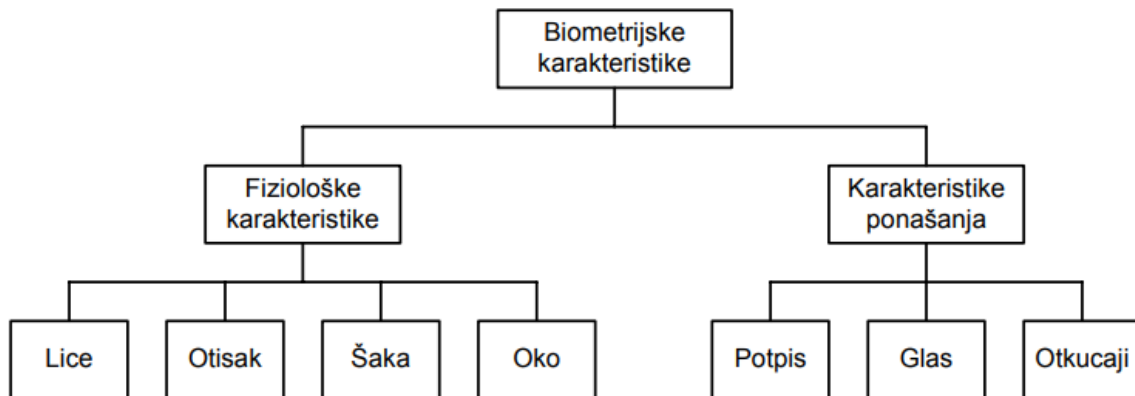 Biometrijske
karakteristike
Fiziološke
karakteristike
Karakteristike
ponašanja
Lice
Otisak
Šaka
Oko
Potpis
Glas
Otkucaji